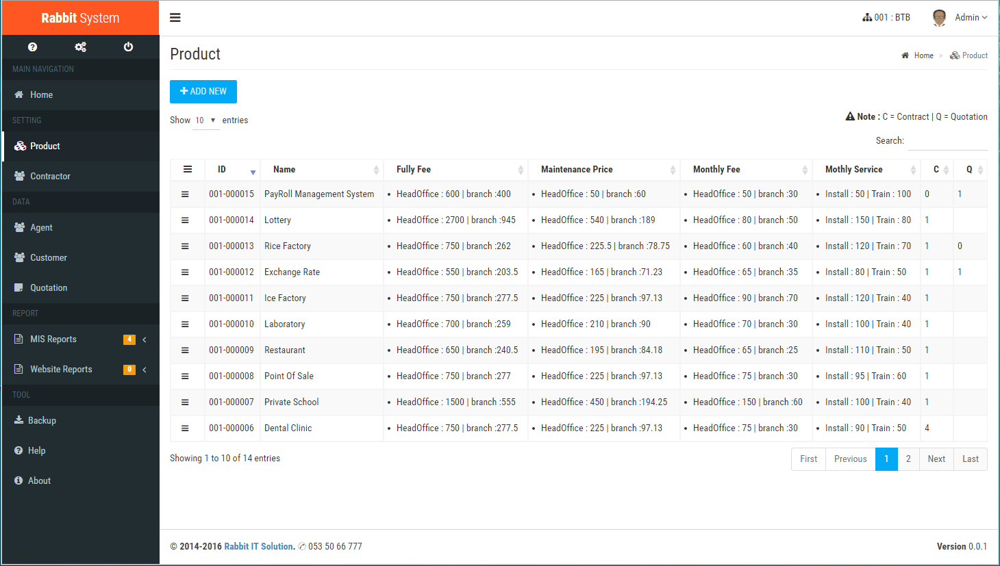 Rabbit System
001 : BTB
Admin
MAIN NAVIGATION
Home
SETTING
Product
Contractor
DATA
Agent
Customer
Quotation
REPORT
MIS Reports 4
Website Reports 0
TOOL
Backup
Help
About
Product
Home > Product
ADD NEW
Show 10 entries
Note : C = Contract | Q = Quotation
Search:
ID Name Fully Fee Maintenance Price Monthly Fee Mothly Service C Q
001-000015 PayRoll Management System • HeadOffice : 600 | branch :400 • HeadOffice : 50 | branch :60 • HeadOffice : 50 | branch :30 • Install : 50 | Train : 100 0 1
001-000014 Lottery • HeadOffice : 2700 | branch :945 • HeadOffice : 540 | branch :189 • HeadOffice : 80 | branch :50 • Install : 150 | Train : 80 1
001-000013 Rice Factory • HeadOffice : 750 | branch :262 • HeadOffice : 225.5 | branch :78.75 • HeadOffice : 60 | branch :40 • Install : 120 | Train : 70 1 0
001-000012 Exchange Rate • HeadOffice : 550 | branch :203.5 • HeadOffice : 165 | branch :71.23 • HeadOffice : 65 | branch :35 • Install : 80 | Train : 50 1 1
001-000011 Ice Factory • HeadOffice : 750 | branch :277.5 • HeadOffice : 225 | branch :97.13 • HeadOffice : 90 | branch :70 • Install : 120 | Train : 40 1
001-000010 Laboratory • HeadOffice : 700 | branch :259 • HeadOffice : 210 | branch :90 • HeadOffice : 70 | branch :30 • Install : 100 | Train : 40 1
001-000009 Restaurant • HeadOffice : 650 | branch :240.5 • HeadOffice : 195 | branch :84.18 • HeadOffice : 65 | branch :25 • Install : 110 | Train : 50 1
001-000008 Point Of Sale • HeadOffice : 750 | branch :277 • HeadOffice : 225 | branch :97.13 • HeadOffice : 75 | branch :30 • Install : 95 | Train : 60 1
001-000007 Private School • HeadOffice : 1500 | branch :555 • HeadOffice : 450 | branch :194.25 • HeadOffice : 150 | branch :60 • Install : 100 | Train : 40 1
001-000006 Dental Clinic • HeadOffice : 750 | branch :277.5 • HeadOffice : 225 | branch :97.13 • HeadOffice : 75 | branch :30 • Install : 90 | Train : 50 4
Showing 1 to 10 of 14 entries
First Previous 1 2 Next Last
© 2014-2016 Rabbit IT Solution. ✆ 053 50 66 777
Version 0.0.1